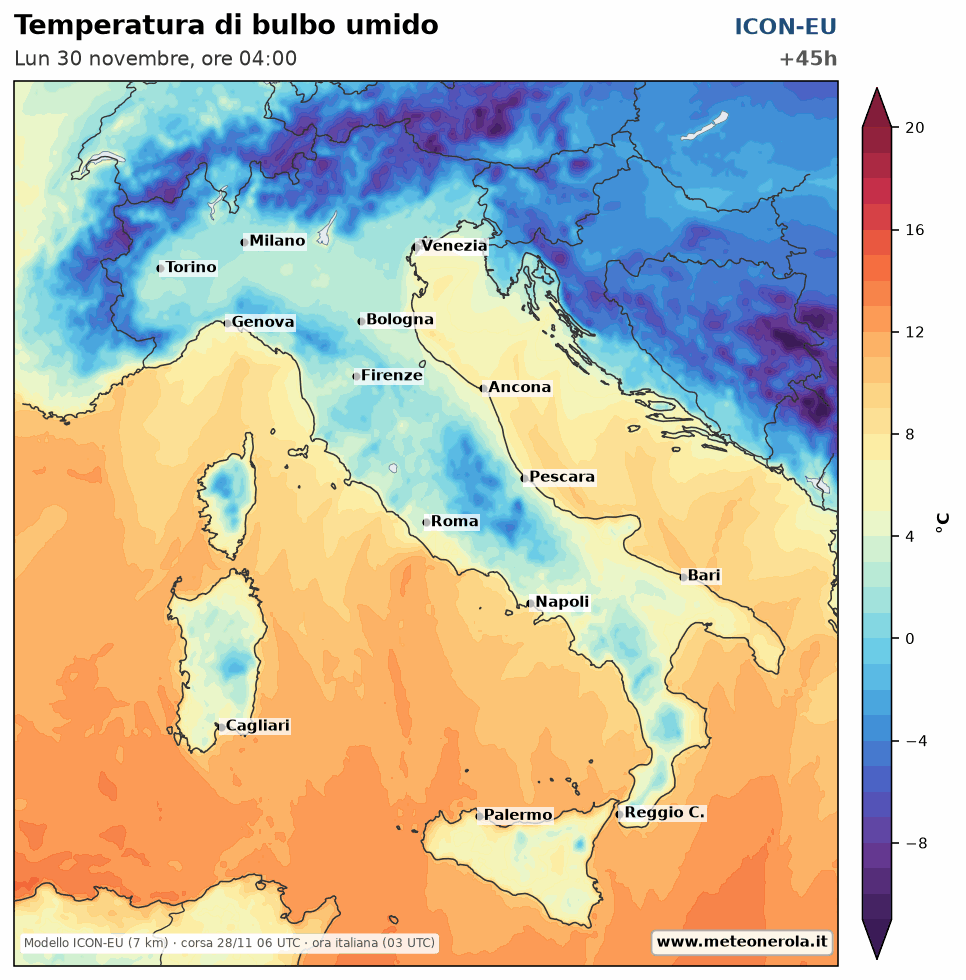 Temperatura di bulbo umido
ICON-EU
Lun 30 novembre, ore 04:00
+45h
20
16
12
8
4
0
−4
−8
°C
Milano
Venezia
Torino
Genova
Bologna
Firenze
Ancona
Pescara
Roma
Bari
Napoli
Cagliari
Palermo
Reggio C.
Modello ICON-EU (7 km) · corsa 28/11 06 UTC · ora italiana (03 UTC)
www.meteonerola.it